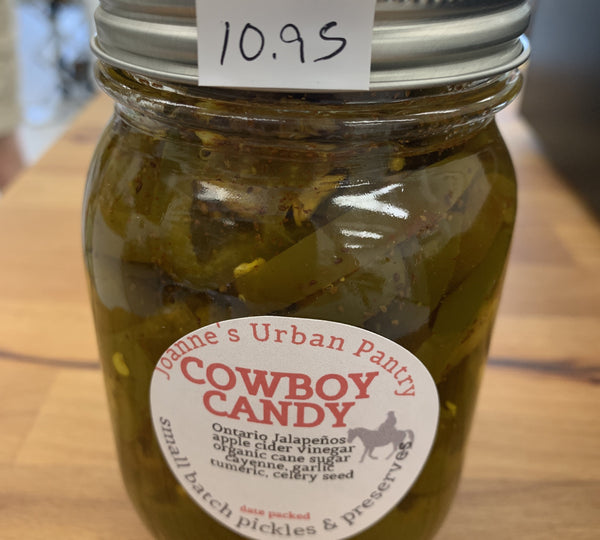 10.95
Joanne's Urban Pantry
COWBOY
CANDY
Ontario Jalapeños
apple cider vinegar
organic cane sugar
cayenne, garlic
tumeric, celery seed
date packed
small batch pickles & preserves